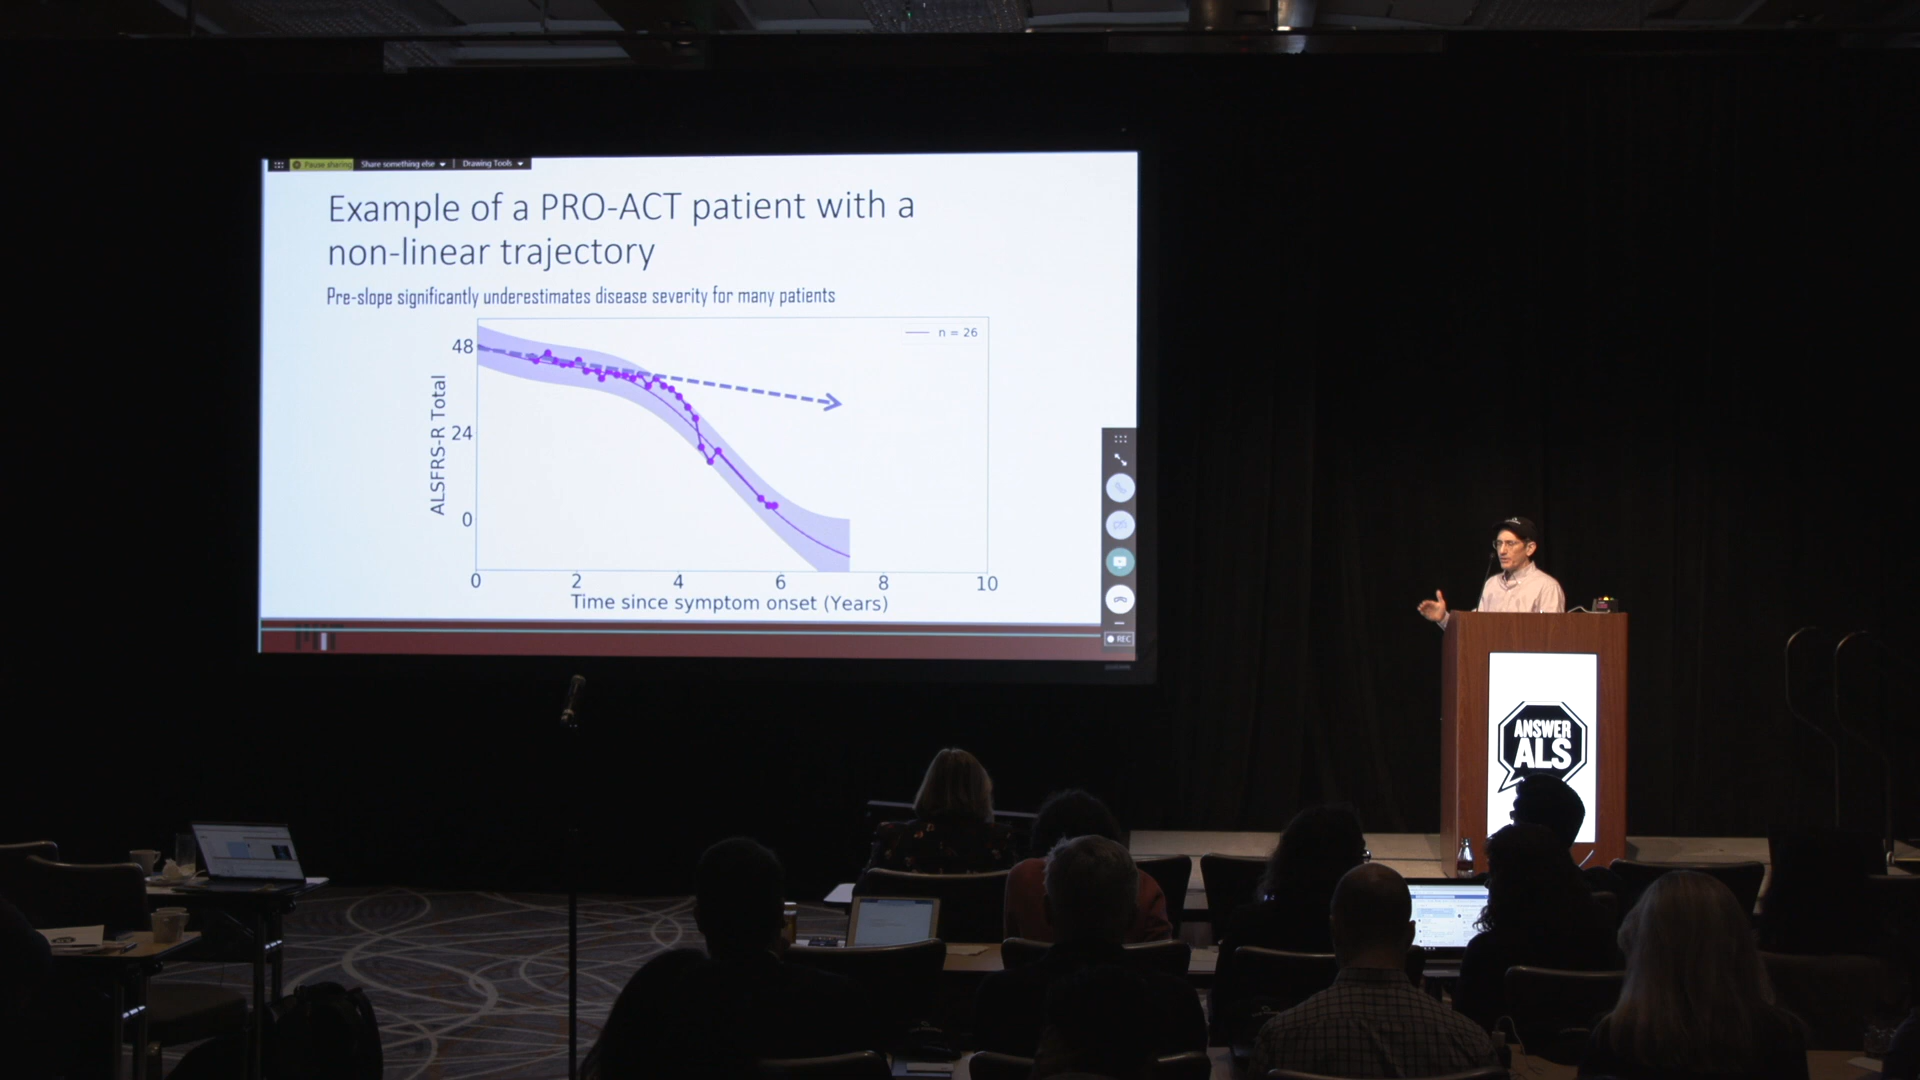 Pause sharing
Share something else
Drawing Tools
Example of a PRO-ACT patient with a
non-linear trajectory
Pre-slope significantly underestimates disease severity for many patients
n = 26
48
24
0
ALSFRS-R Total
0 2 4 6 8 10
Time since symptom onset (Years)
REC
ANSWER
ALS